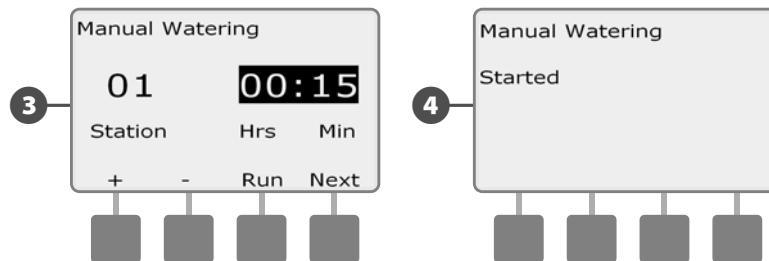 Manual Watering
01 00:15
Station Hrs Min
+ - Run Next
3
Manual Watering
Started
4